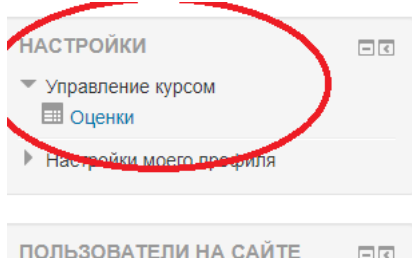 НАСТРОЙКИ
Управление курсом
Оценки
Настройки моего профиля
ПОЛЬЗОВАТЕЛИ НА САЙТЕ